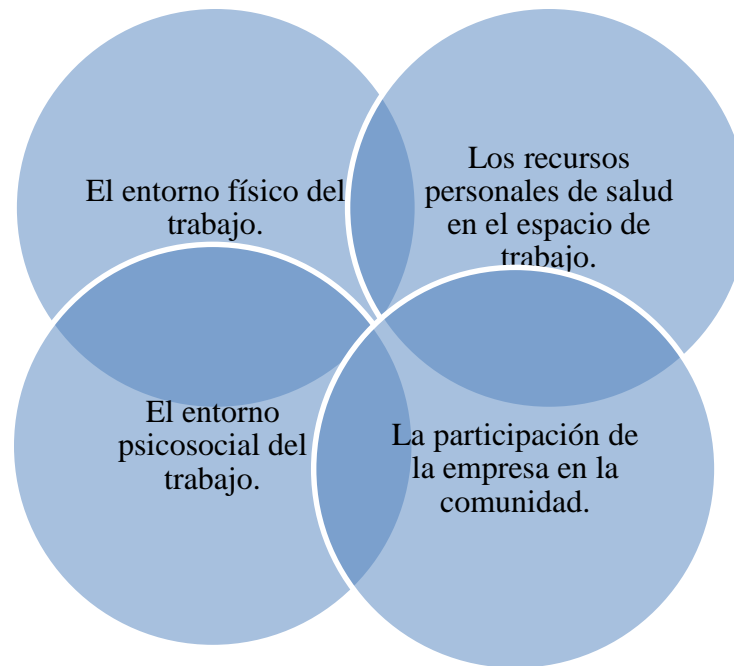 El entorno físico del
trabajo.
Los recursos
personales de salud
en el espacio de
trabajo.
El entorno
psicosocial del
trabajo.
La participación de
la empresa en la
comunidad.